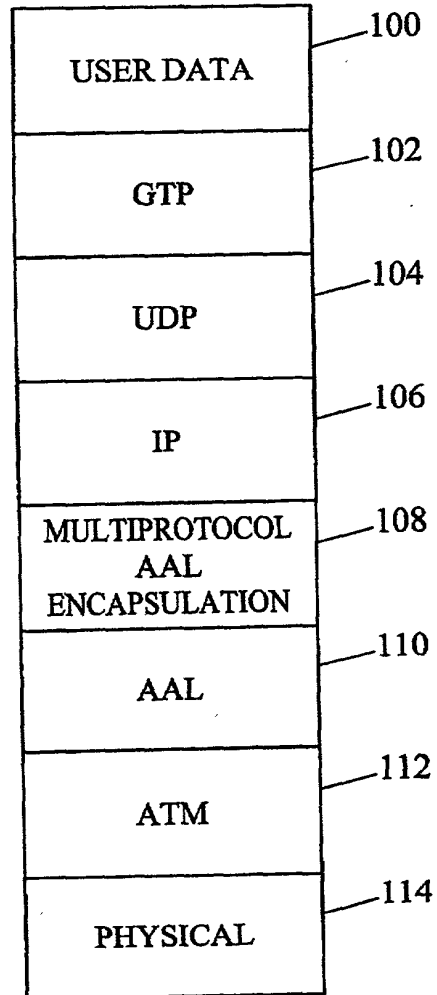 100
USER DATA
102
GTP
104
UDP
106
IP
108
MULTIPROTOCOL
AAL
ENCAPSULATION
110
AAL
112
ATM
114
PHYSICAL